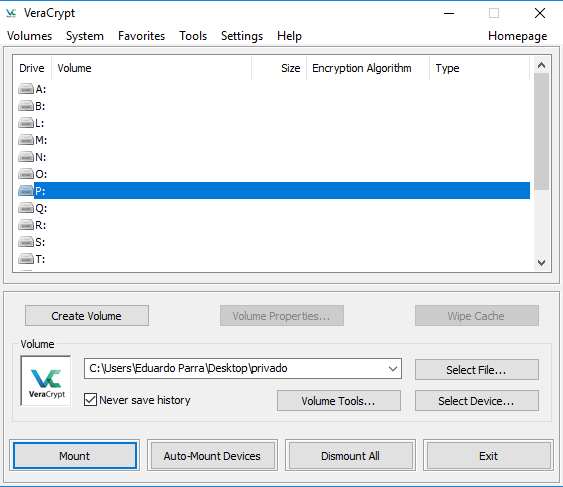 VeraCrypt
Volumes System Favorites Tools Settings Help Homepage
Drive Volume Size Encryption Algorithm Type
A:
B:
L:
M:
N:
O:
P:
Q:
R:
S:
T:
Create Volume Volume Properties... Wipe Cache
Volume
VeraCrypt
C:\Users\Eduardo Parra\Desktop\privado Select File...
Never save history Volume Tools... Select Device...
Mount Auto-Mount Devices Dismount All Exit